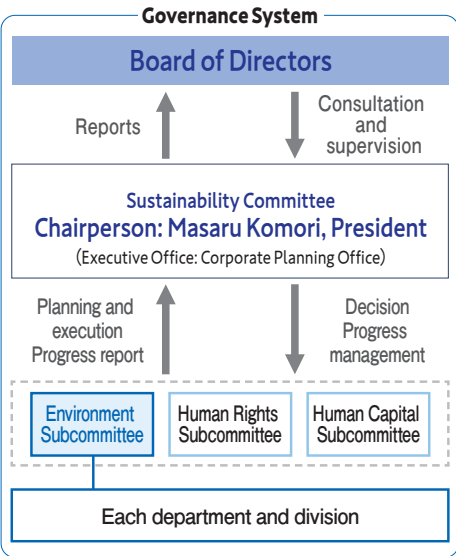 Governance System
Board of Directors
Reports
Consultation
and
supervision
Sustainability Committee
Chairperson: Masaru Komori, President
(Executive Office: Corporate Planning Office)
Planning and
execution
Progress report
Decision
Progress
management
Environment
Subcommittee
Human Rights
Subcommittee
Human Capital
Subcommittee
Each department and division